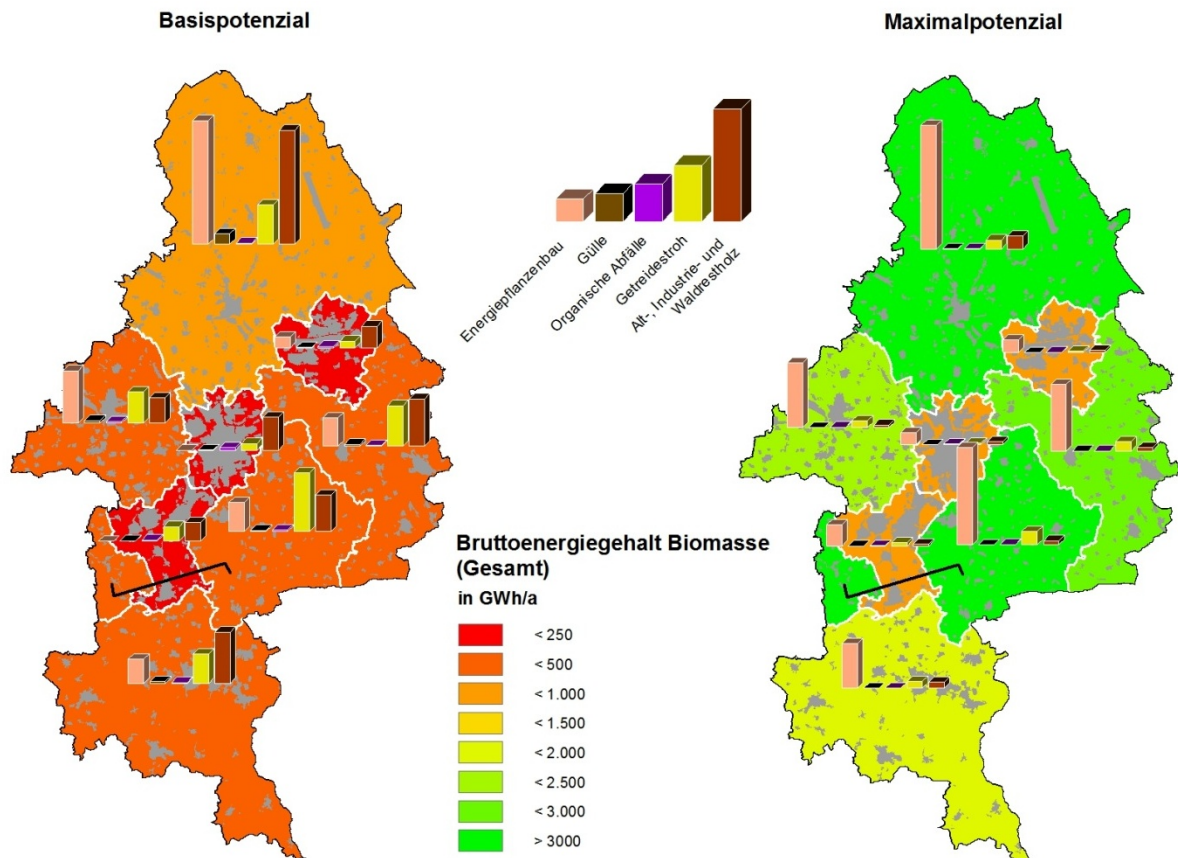 Basispotenzial
Maximalpotenzial
Energiepflanzenbau
Gülle
Organische Abfälle
Getreidestroh
Alt-, Industrie- und
Waldrestholz
Bruttoenergiegehalt Biomasse
(Gesamt)
in GWh/a
< 250
< 500
< 1.000
< 1.500
< 2.000
< 2.500
< 3.000
> 3000